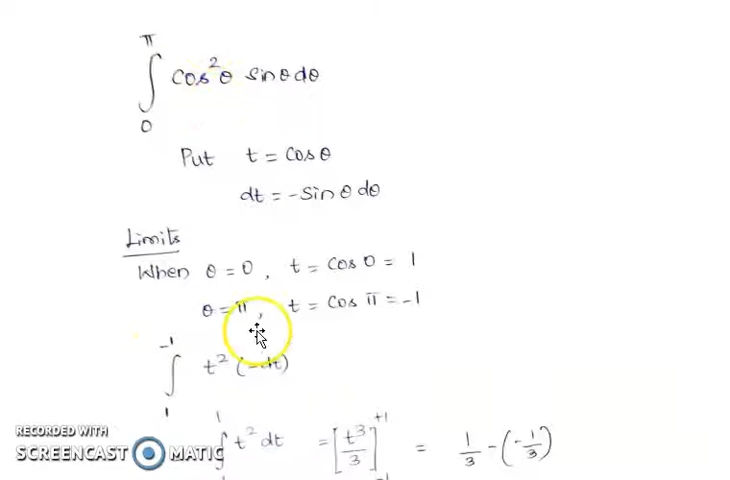 ∫₀^π cos²θ sinθ dθ
Put t = cosθ
dt = -sinθ dθ
Limits
When θ = 0, t = cos 0 = 1
θ = π, t = cos π = -1
∫₁^-1 t² (-dt)
∫^1 t² dt = [t³/3]_-1^+1 = 1/3 - (-1/3)
RECORDED WITH
SCREENCAST MATIC